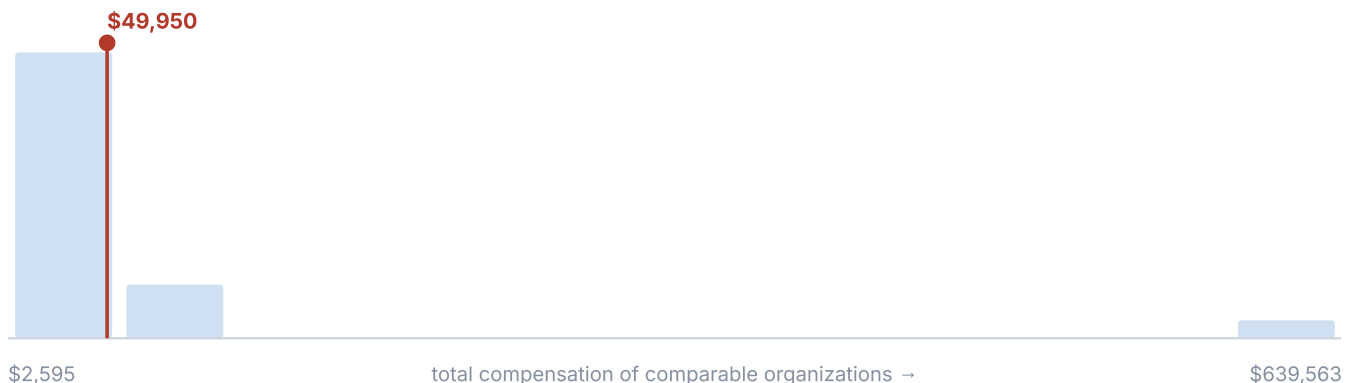 $49,950
$2,595 total compensation of comparable organizations → $639,563